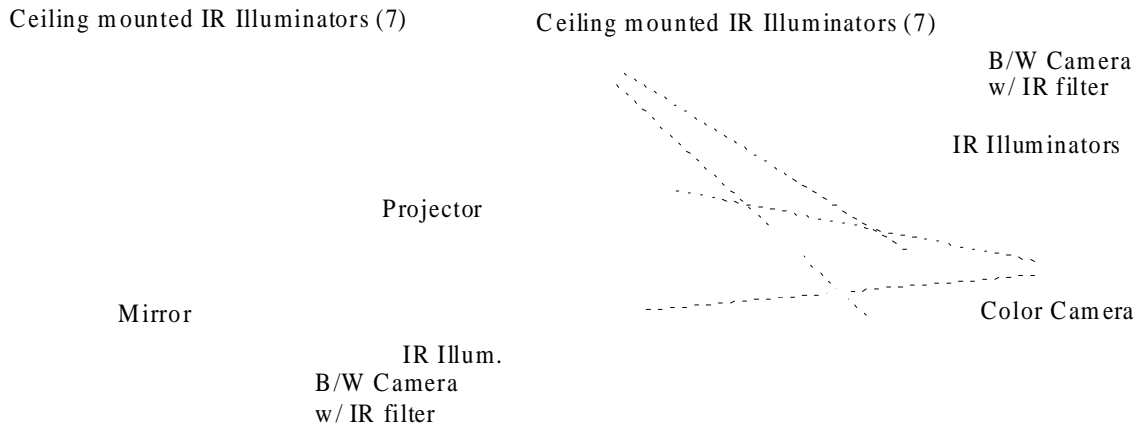 Ceiling mounted IR Illuminators (7)
Projector
Mirror
IR Illum.
B/W Camera
w/ IR filter
Ceiling mounted IR Illuminators (7)
B/W Camera
w/ IR filter
IR Illuminators
Color Camera